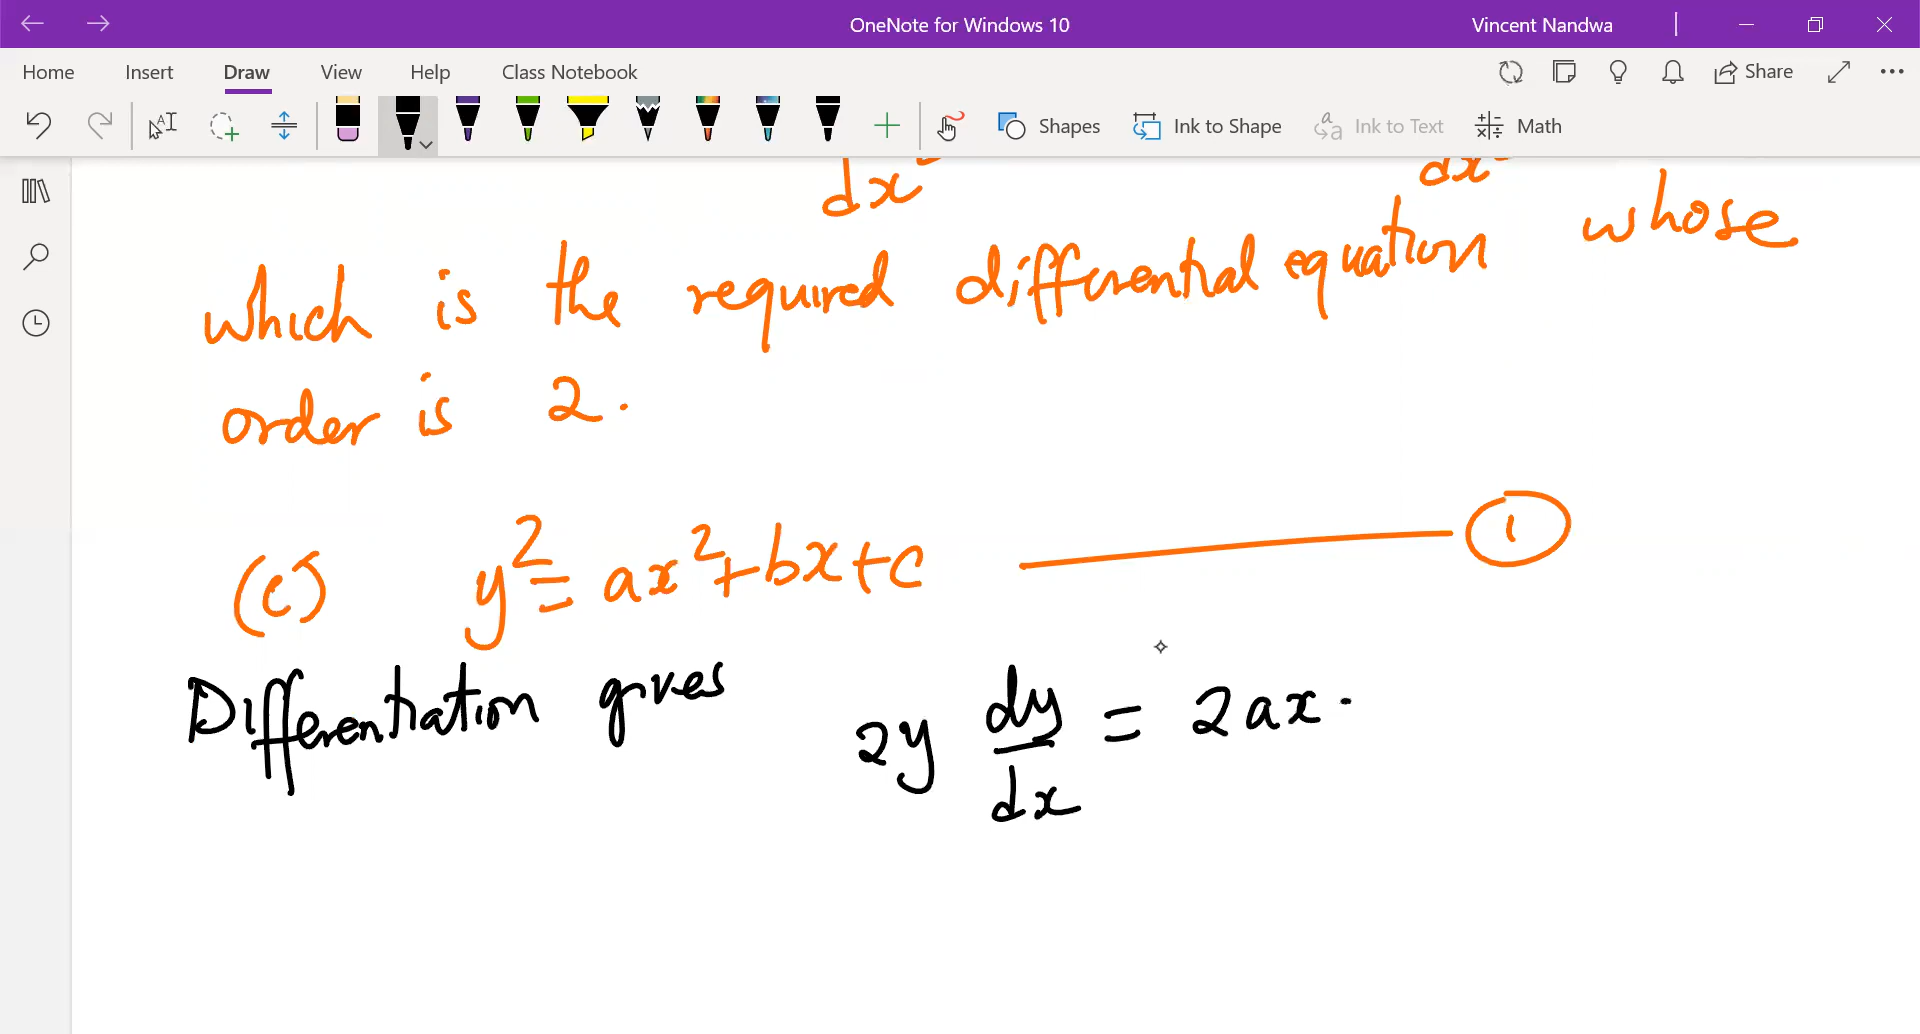 OneNote for Windows 10
Vincent Nandwa
Home Insert Draw View Help Class Notebook Share
Shapes Ink to Shape Ink to Text Math
dx² dx²
which is the required differential equation whose
order is 2.
(c) y² = ax² + bx + c ——— ①
Differentiation gives 2y dy/dx = 2ax